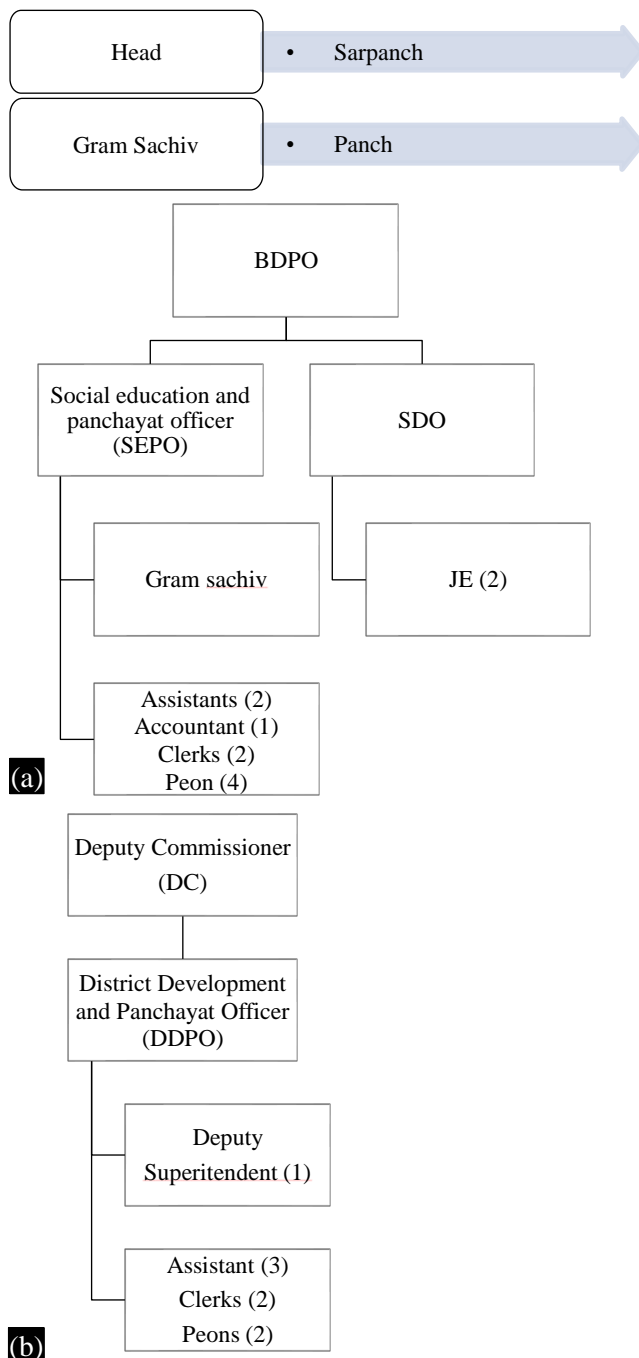 Head
• Sarpanch
Gram Sachiv
• Panch
BDPO
Social education and
panchayat officer
(SEPO)
SDO
Gram sachiv
JE (2)
Assistants (2)
Accountant (1)
Clerks (2)
Peon (4)
(a)
Deputy Commissioner
(DC)
District Development
and Panchayat Officer
(DDPO)
Deputy
Superitendent (1)
Assistant (3)
Clerks (2)
Peons (2)
(b)